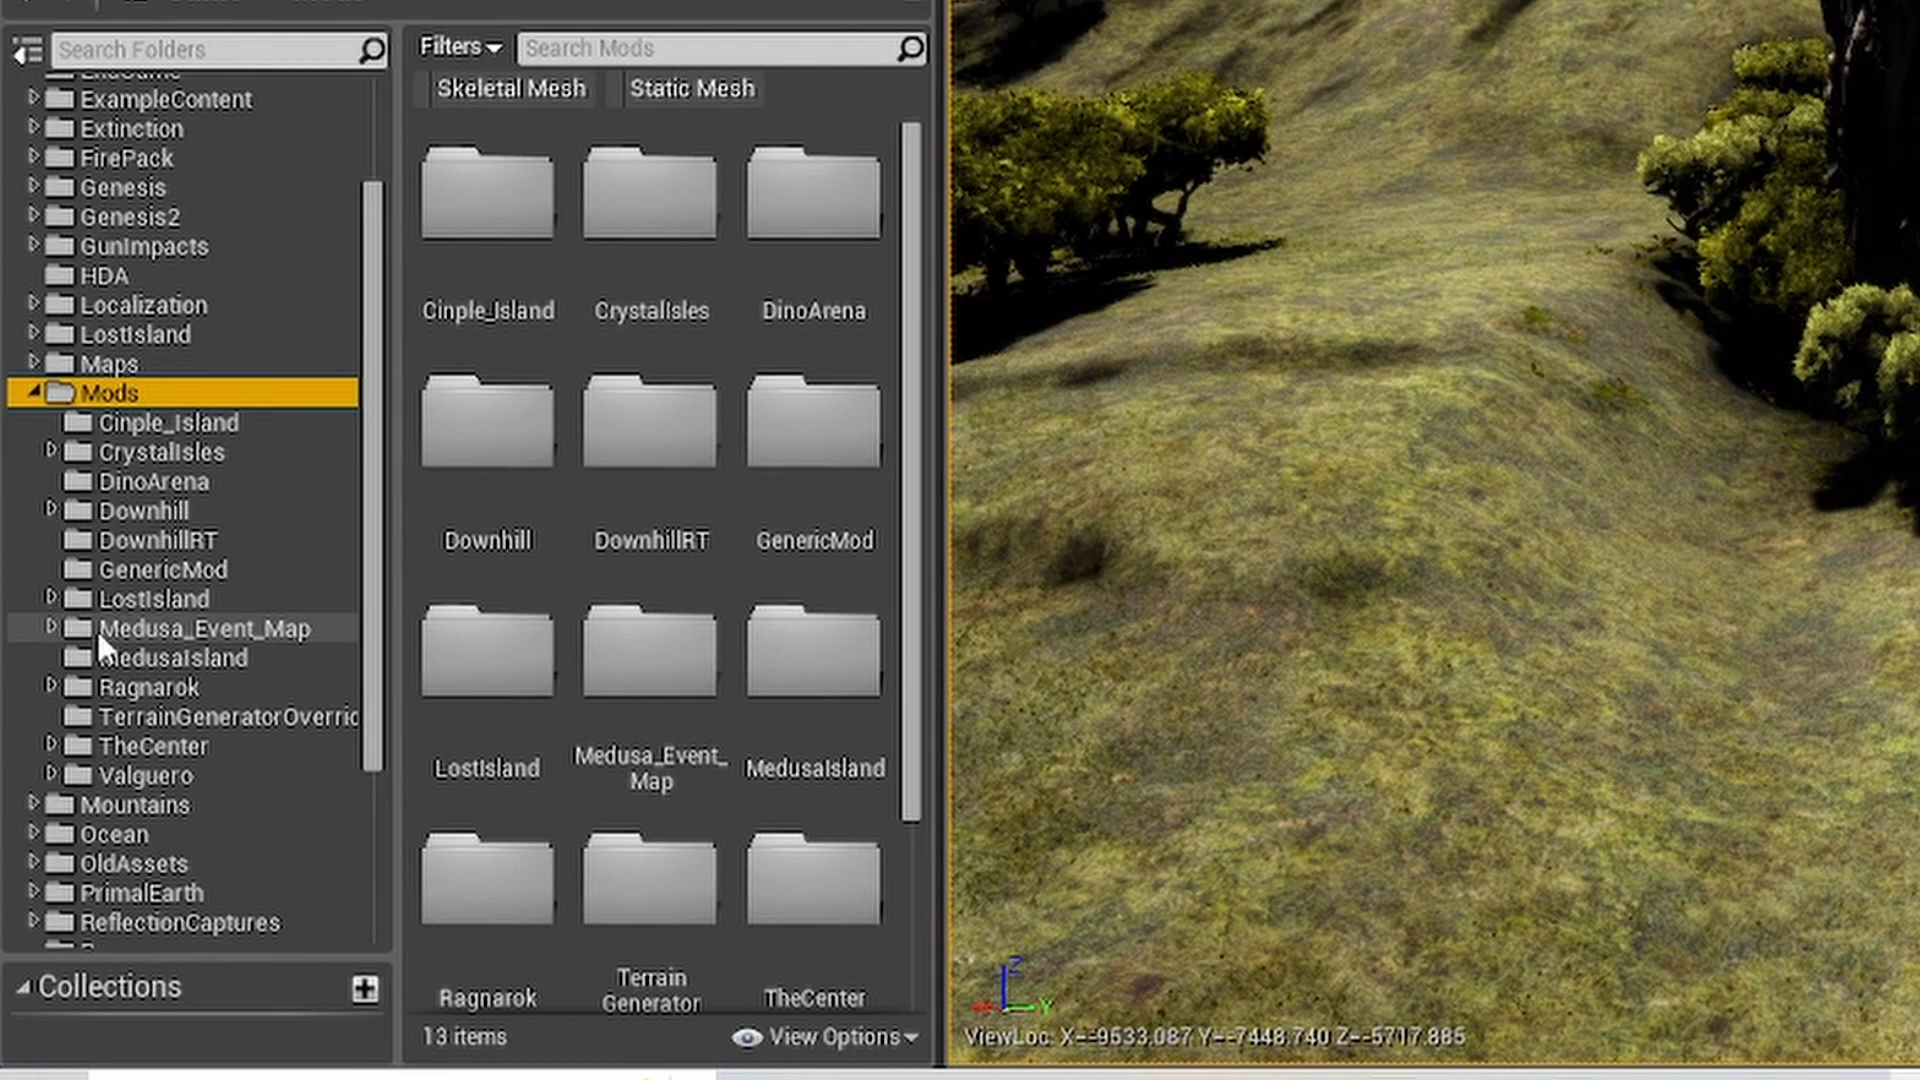 Search Folders
ExampleContent
Extinction
FirePack
Genesis
Genesis2
GunImpacts
HDA
Localization
LostIsland
Maps
Mods
Cinple_Island
CrystalIsles
DinoArena
Downhill
DownhillRT
GenericMod
LostIsland
Medusa_Event_Map
MedusaIsland
Ragnarok
TerrainGeneratorOverric
TheCenter
Valguero
Mountains
Ocean
OldAssets
PrimalEarth
ReflectionCaptures
Collections
Filters
Search Mods
Skeletal Mesh Static Mesh
Cinple_Island CrystalIsles DinoArena
Downhill DownhillRT GenericMod
LostIsland Medusa_Event_ MedusaIsland
Map
Ragnarok Terrain TheCenter
Generator
13 items View Options
Z
Y
ViewLoc: X=-9533.087 Y=-7448.740 Z=-5717.885